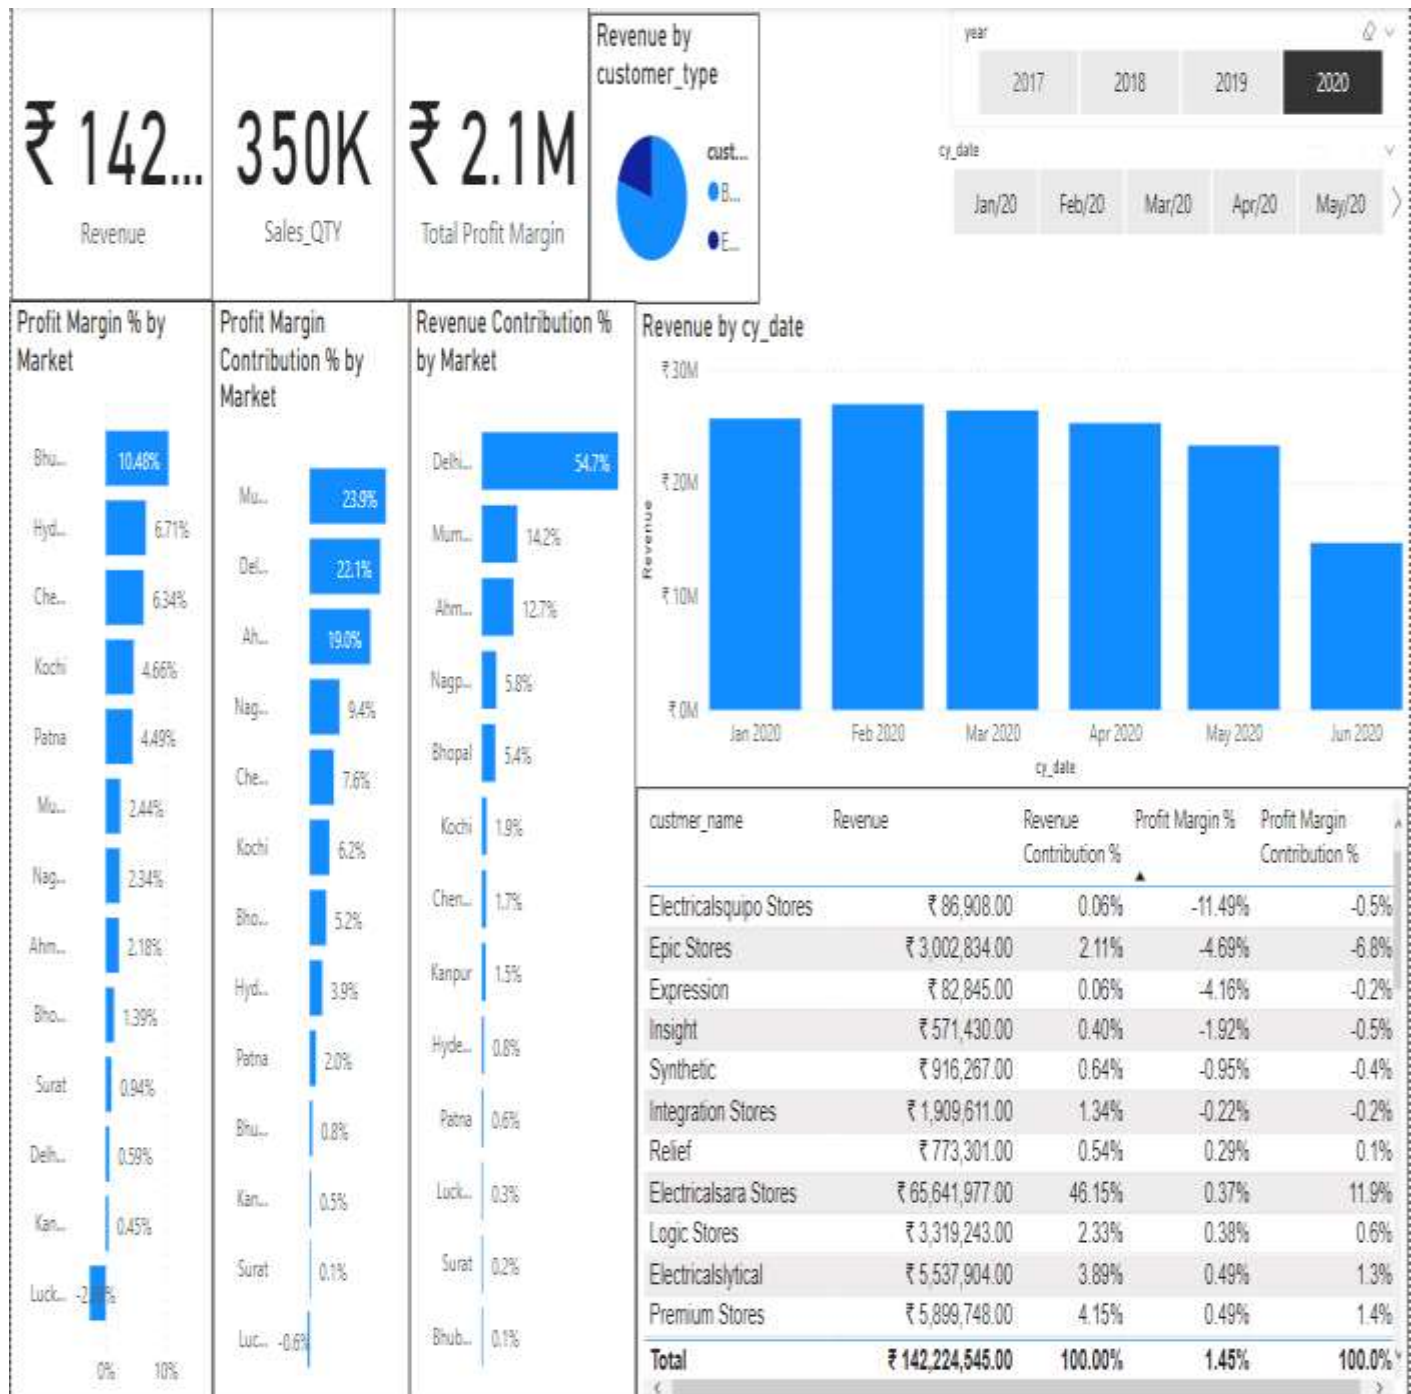 ₹ 142...
Revenue
350K
Sales_QTY
₹ 2.1M
Total Profit Margin
Revenue by
customer_type
cust...
B...
E...
year
2017 2018 2019 2020
cy_date
Jan/20 Feb/20 Mar/20 Apr/20 May/20
Profit Margin % by
Market
Bhu... 10.48%
Hyd... 6.71%
Che... 6.34%
Kochi 4.66%
Patna 4.49%
Mu... 2.44%
Nag... 2.34%
Ahm... 2.18%
Bho... 1.39%
Surat 0.94%
Delh... 0.59%
Kan... 0.45%
Luck...
0% 10%
Profit Margin
Contribution % by
Market
Mu... 23.9%
Del... 22.1%
Ah... 19.0%
Nag... 9.4%
Che... 7.6%
Kochi 6.2%
Bho... 5.2%
Hyd... 3.9%
Patna 2.0%
Bhu... 0.8%
Kan... 0.5%
Surat 0.1%
Luc... -0.6%
Revenue Contribution %
by Market
Delhi... 54.7%
Mum... 14.2%
Ahm... 12.7%
Nagp... 5.8%
Bhopal 5.4%
Kochi 1.9%
Chen... 1.7%
Kanpur 1.5%
Hyde... 0.8%
Patna 0.6%
Luck... 0.3%
Surat 0.2%
Bhub... 0.1%
Revenue by cy_date
₹30M
₹20M
₹10M
₹0M
Revenue
Jan 2020 Feb 2020 Mar 2020 Apr 2020 May 2020 Jun 2020
cy_date
custmer_name Revenue Revenue Profit Margin % Profit Margin
Contribution % Contribution %
Electricalsquipo Stores ₹ 86,908.00 0.06% -11.49% -0.5%
Epic Stores ₹ 3,002,834.00 2.11% -4.69% -6.8%
Expression ₹ 82,845.00 0.06% -4.16% -0.2%
Insight ₹ 571,430.00 0.40% -1.92% -0.5%
Synthetic ₹ 916,267.00 0.64% -0.95% -0.4%
Integration Stores ₹ 1,909,611.00 1.34% -0.22% -0.2%
Relief ₹ 773,301.00 0.54% 0.29% 0.1%
Electricalsara Stores ₹ 65,641,977.00 46.15% 0.37% 11.9%
Logic Stores ₹ 3,319,243.00 2.33% 0.38% 0.6%
Electricalslytical ₹ 5,537,904.00 3.89% 0.49% 1.3%
Premium Stores ₹ 5,899,748.00 4.15% 0.49% 1.4%
Total ₹ 142,224,545.00 100.00% 1.45% 100.0%